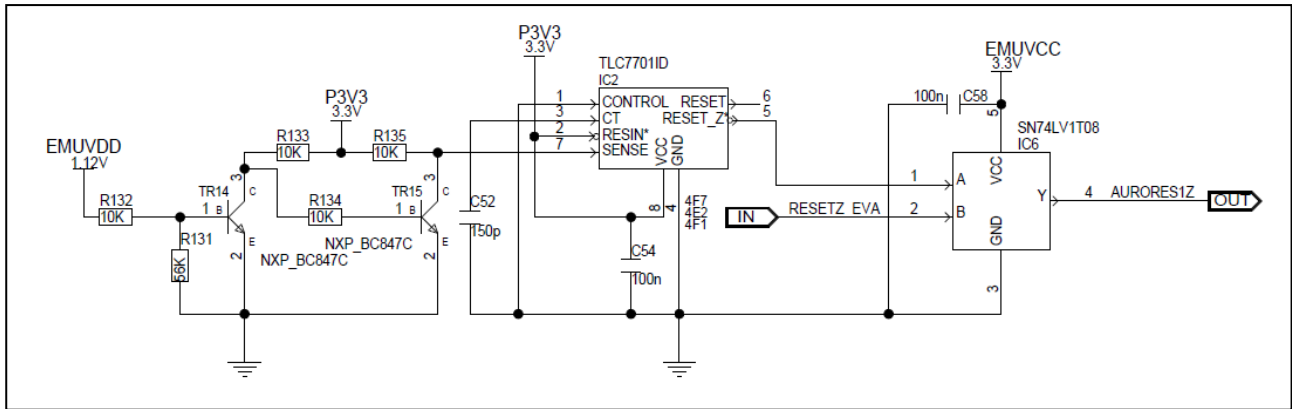 P3V3
3.3V
TLC7701ID
IC2
EMUVCC
3.3V
1 CONTROL RESET 6
3 CT RESET_Z* 5
2 RESIN*
7 SENSE
VCC
GND
8
4
4F7
4E2
4F1
100n C58
5
SN74LV1T08
IC6
P3V3
3.3V
R133
10K
R135
10K
EMUVDD
1.12V
R132
10K
TR14
3
C
1 B
E
2
NXP_BC847C
R134
10K
TR15
3
C
1 B
E
2
NXP_BC847C
R131
56K
C52
150p
C54
100n
IN RESETZ_EVA
1 A
2 B
VCC
GND
Y 4 AURORES1Z OUT
3